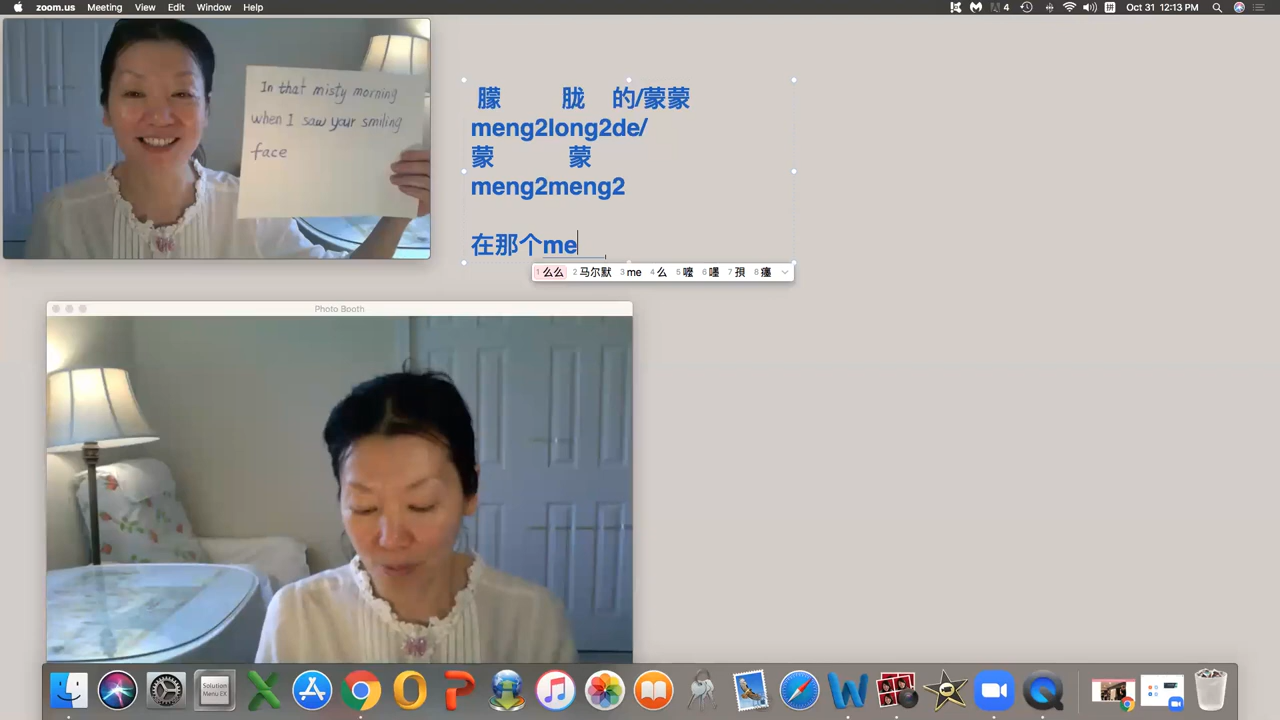 zoom.us Meeting View Edit Window Help
4 拼 Oct 31 12:13 PM
In that misty morning
when I saw your smiling
face
朦 胧 的/蒙蒙
meng2long2de/
蒙 蒙
meng2meng2
在那个me
1 么么 2 马尔默 3 me 4 么 5 嚒 6 嚜 7 孭 8 癦
Photo Booth
Solution
Menu EX